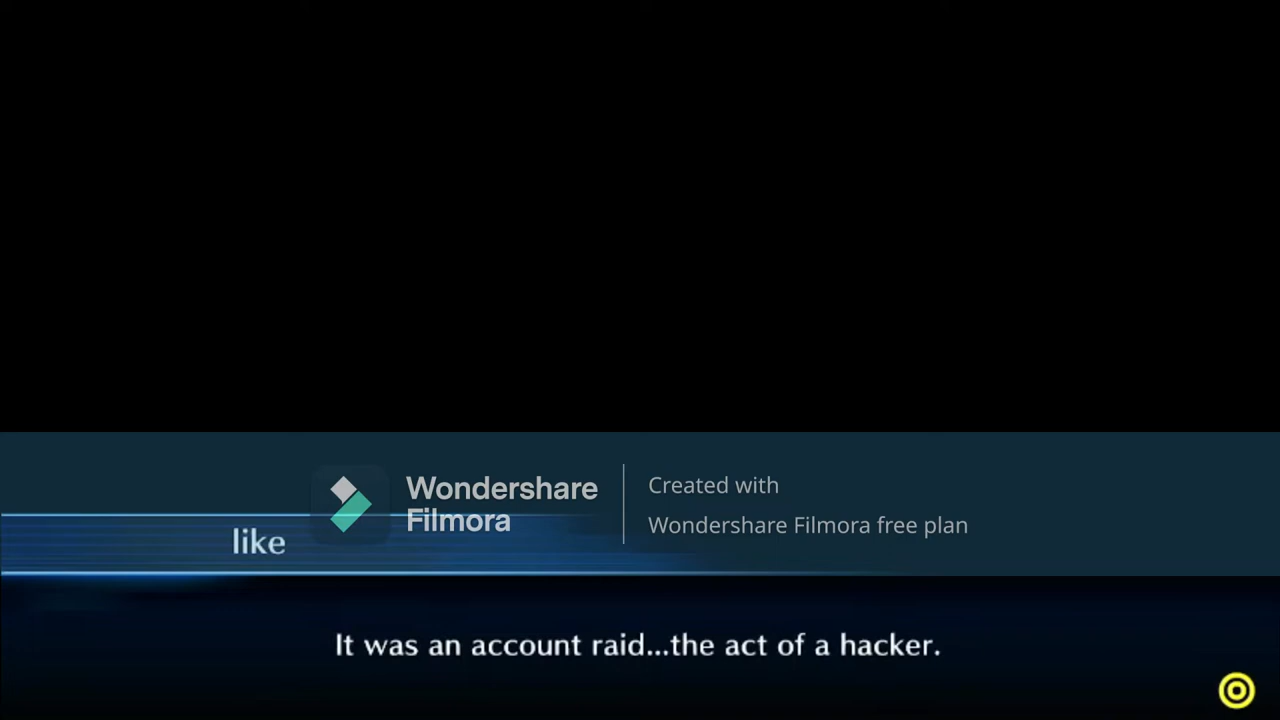 Wondershare
Filmora
Created with
Wondershare Filmora free plan
like
It was an account raid...the act of a hacker.